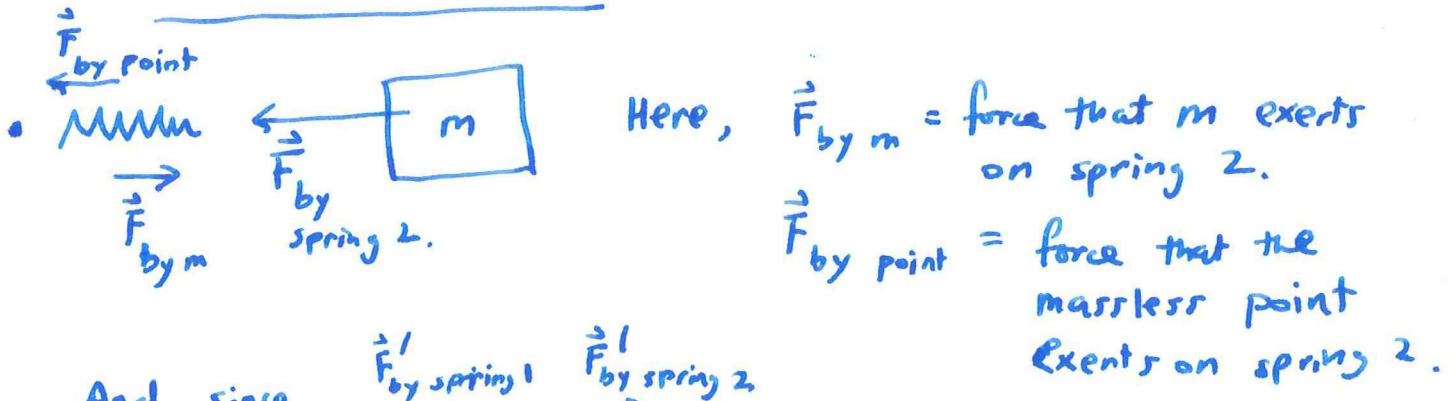 F⃗ by point
m
F⃗ by m
F⃗ by spring 2.
Here, F⃗ by m = force that m exerts
on spring 2.
F⃗ by point = force that the
massless point
exerts on spring 2.
F⃗′ by spring 1 F⃗′ by spring 2
And since